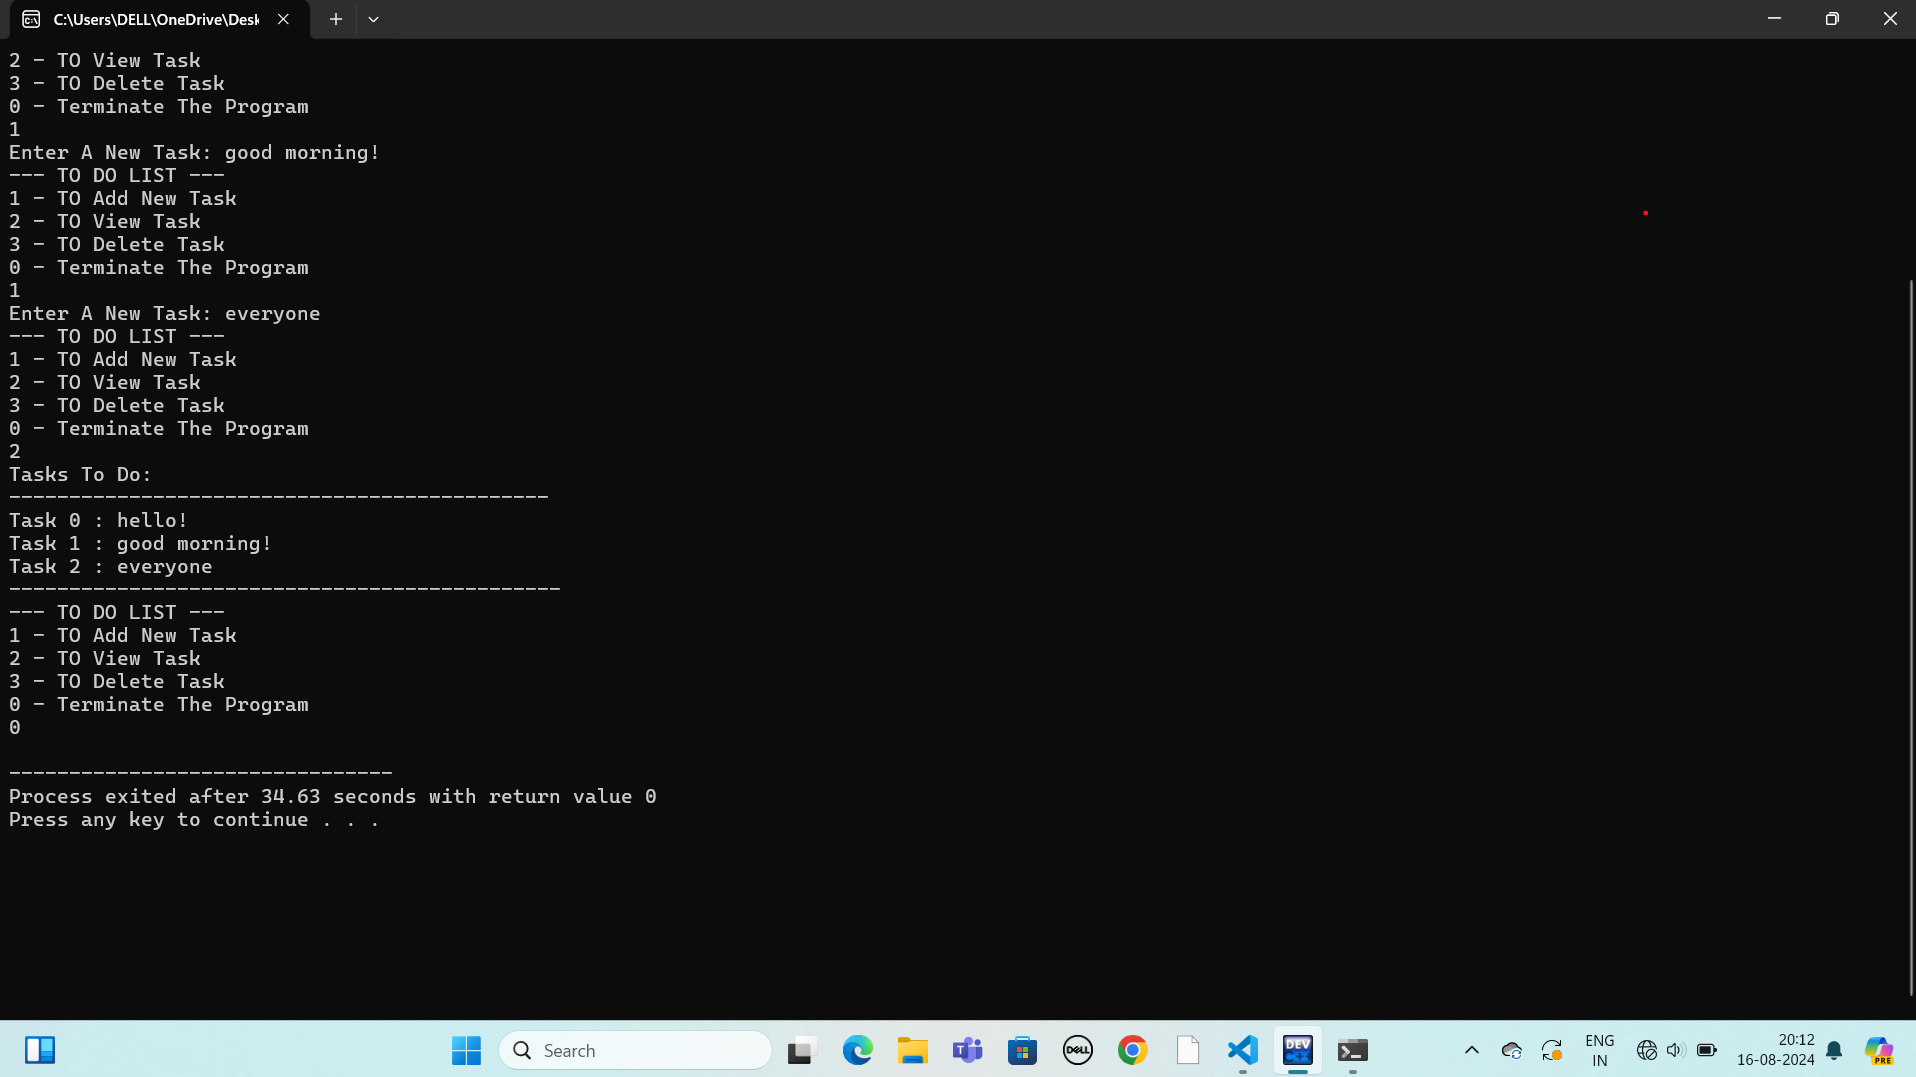 C:\Users\DELL\OneDrive\Desk
2 - TO View Task
3 - TO Delete Task
0 - Terminate The Program
1
Enter A New Task: good morning!
--- TO DO LIST ---
1 - TO Add New Task
2 - TO View Task
3 - TO Delete Task
0 - Terminate The Program
1
Enter A New Task: everyone
--- TO DO LIST ---
1 - TO Add New Task
2 - TO View Task
3 - TO Delete Task
0 - Terminate The Program
2
Tasks To Do:
---------------------------------------------
Task 0 : hello!
Task 1 : good morning!
Task 2 : everyone
----------------------------------------------
--- TO DO LIST ---
1 - TO Add New Task
2 - TO View Task
3 - TO Delete Task
0 - Terminate The Program
0
--------------------------------
Process exited after 34.63 seconds with return value 0
Press any key to continue . . .
Search
DELL
DEV
C++
ENG
IN
20:12
16-08-2024
PRE